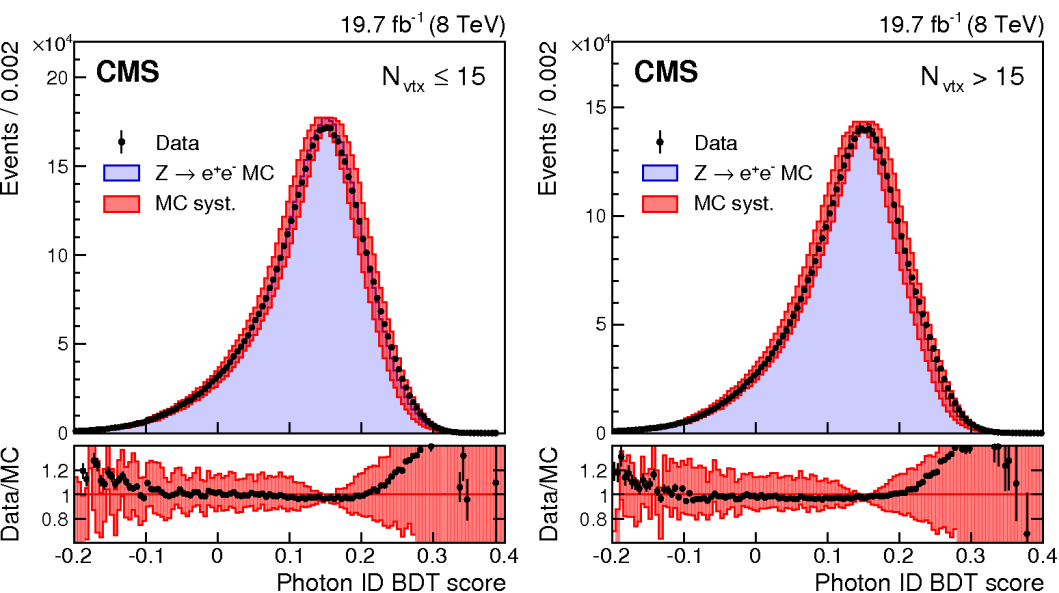 19.7 fb⁻¹ (8 TeV)
×10⁴
Events / 0.002
CMS
N_vtx ≤ 15
Data
Z → e⁺e⁻ MC
MC syst.
20
15
10
5
0
Data/MC
1.2
1
0.8
-0.2 -0.1 0 0.1 0.2 0.3 0.4
Photon ID BDT score
19.7 fb⁻¹ (8 TeV)
×10⁴
Events / 0.002
CMS
N_vtx > 15
Data
Z → e⁺e⁻ MC
MC syst.
15
10
5
0
Data/MC
1.2
1
0.8
-0.2 -0.1 0 0.1 0.2 0.3 0.4
Photon ID BDT score